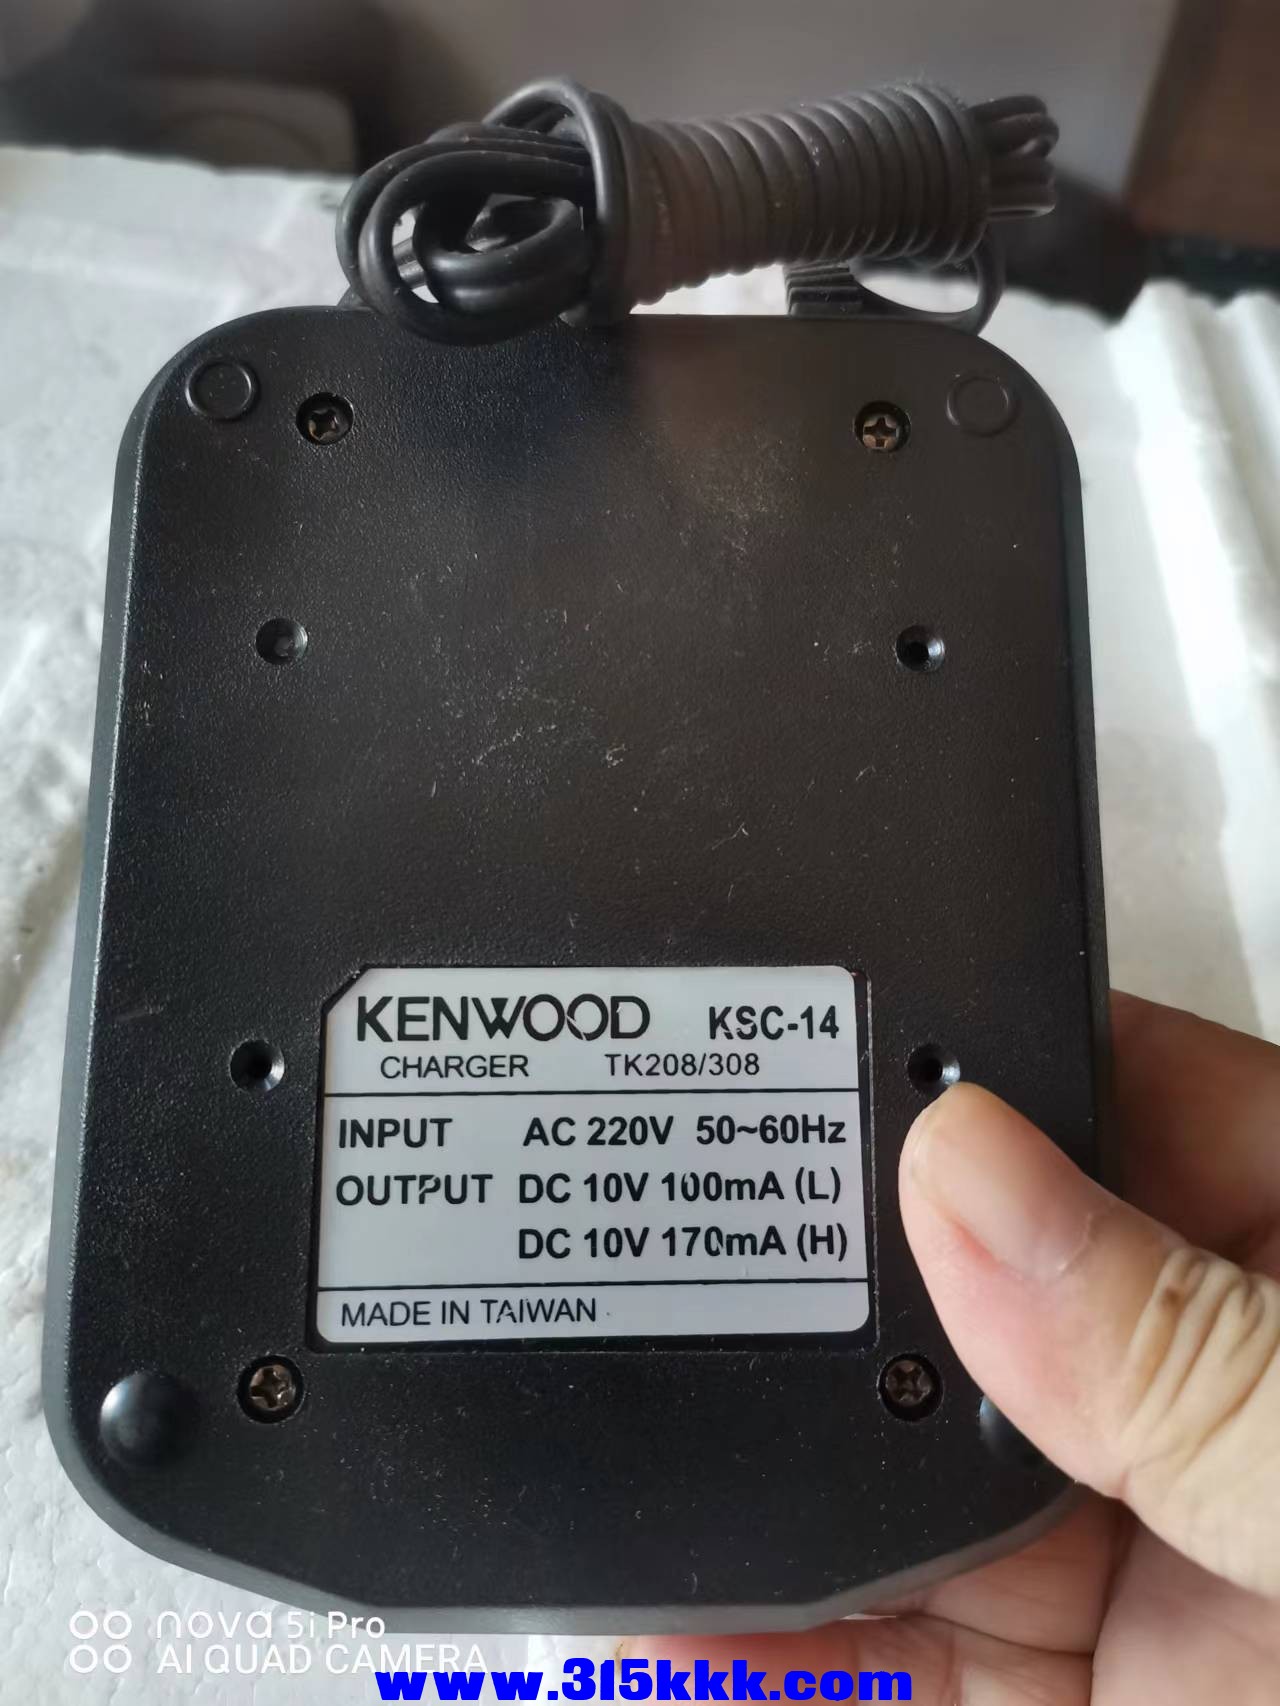 KENWOOD KSC-14
CHARGER TK208/308
INPUT AC 220V 50~60Hz
OUTPUT DC 10V 100mA (L)
DC 10V 170mA (H)
MADE IN TAIWAN
nova 5i Pro
AI QUAD CAMERA
www.315kkk.com